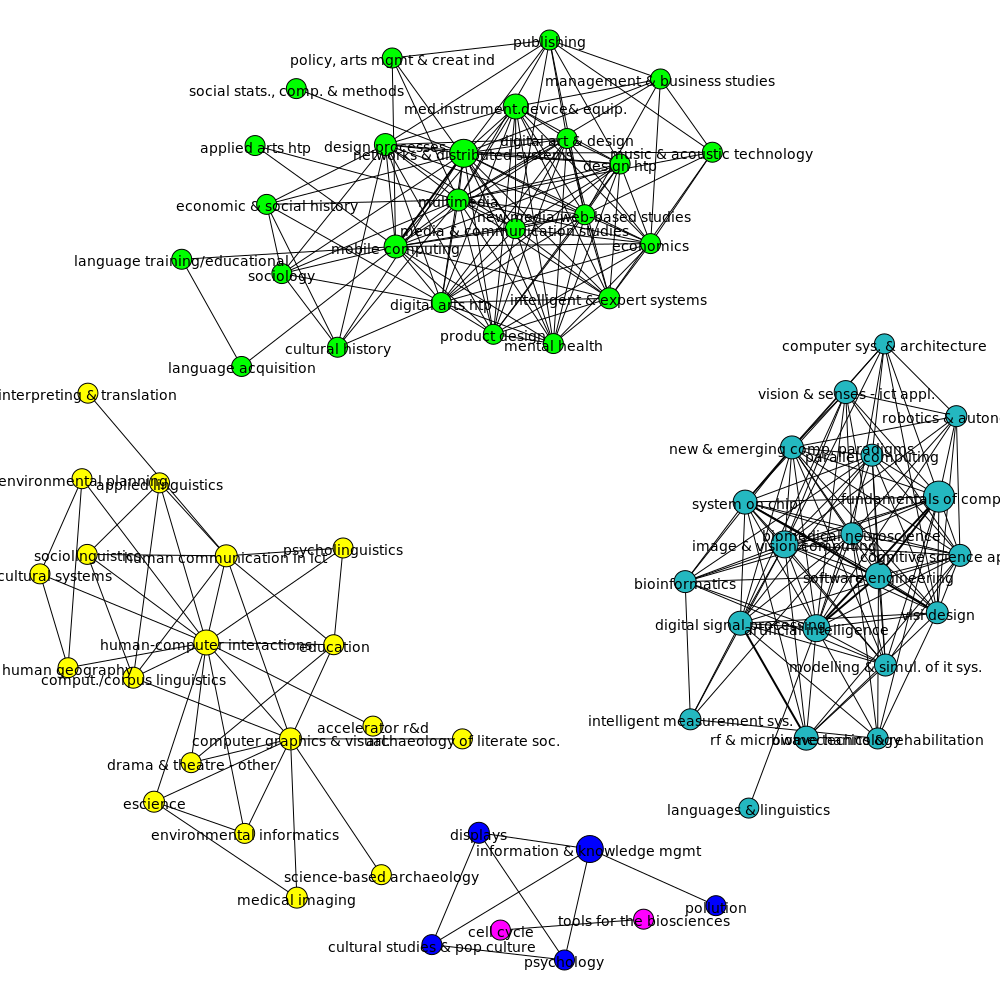 publishing
policy, arts mgmt & creat ind
management & business studies
social stats., comp. & methods
med.instrument.device& equip.
digital art & design
applied arts htp
design processes
networks & distributed systems
music & acoustic technology
design htp
economic & social history
multimedia
new media/web-based studies
media & communication studies
mobile computing
economics
language training/educational
sociology
digital arts htp
intelligent & expert systems
product design
mental health
cultural history
language acquisition
computer sys. & architecture
interpreting & translation
vision & senses - ict appl.
robotics & auton
new & emerging comp. paradigms
parallel computing
environmental planning
applied linguistics
system on chip
fundamentals of comp
biomedical neuroscience
image & vision computing
sociolinguistics
human communication in ict
psycholinguistics
cognitive science ap
cultural systems
bioinformatics
software engineering
vlsi design
digital signal processing
artificial intelligence
human-computer interactions
education
human geography
comput./corpus linguistics
modelling & simul. of it sys.
intelligent measurement sys.
accelerator r&d
computer graphics & visual.
archaeology of literate soc.
rf & microwave technology
biomechanics & rehabilitation
drama & theatre - other
escience
languages & linguistics
environmental informatics
displays
information & knowledge mgmt
science-based archaeology
medical imaging
pollution
tools for the biosciences
cell cycle
cultural studies & pop culture
psychology